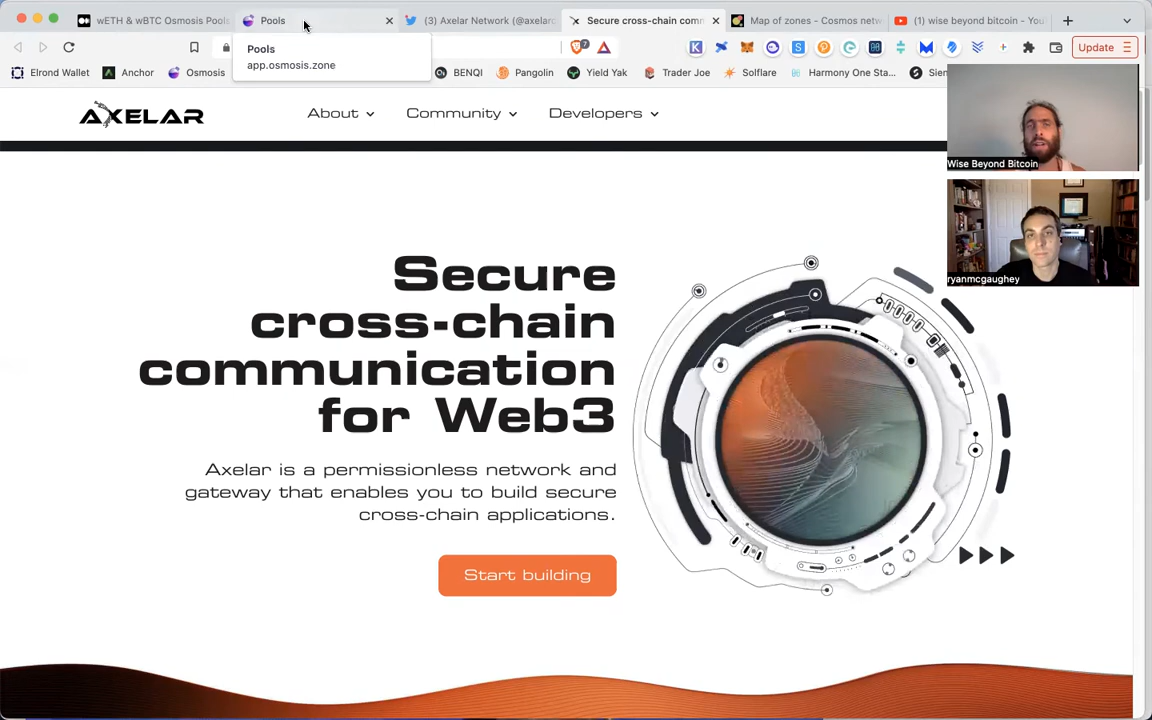 wETH & wBTC Osmosis Pools
Pools
(3) Axelar Network (@axelarc
Secure cross-chain comm
Map of zones - Cosmos netw
(1) wise beyond bitcoin - You
7
Update
Pools
app.osmosis.zone
Elrond Wallet
Anchor
Osmosis
BENQI
Pangolin
Yield Yak
Trader Joe
Solflare
Harmony One Sta...
Sien
AXELAR
About
Community
Developers
Wise Beyond Bitcoin
ryanmcgaughey
Secure
cross-chain
communication
for Web3
Axelar is a permissionless network and
gateway that enables you to build secure
cross-chain applications.
Start building